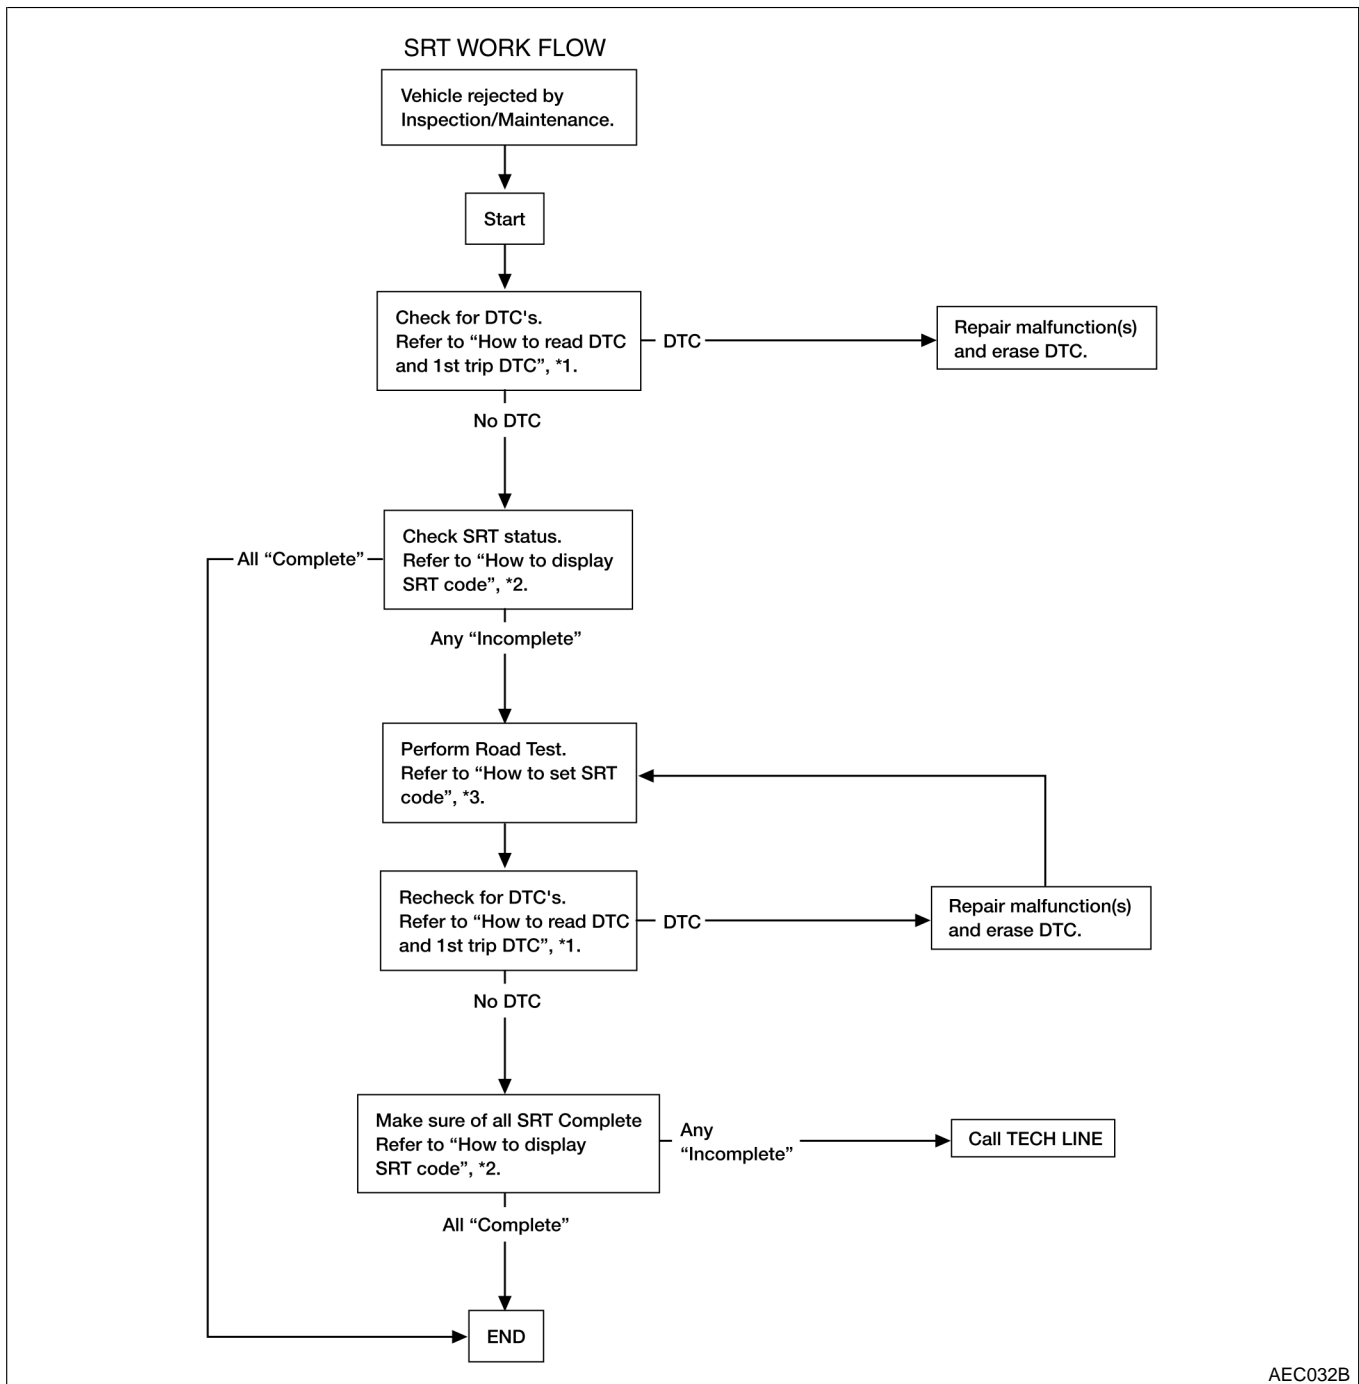 SRT WORK FLOW
Vehicle rejected by
Inspection/Maintenance.
Start
Check for DTC's.
Refer to “How to read DTC
and 1st trip DTC”, *1.
DTC
Repair malfunction(s)
and erase DTC.
No DTC
Check SRT status.
Refer to “How to display
SRT code”, *2.
All “Complete”
Any “Incomplete”
Perform Road Test.
Refer to “How to set SRT
code”, *3.
Recheck for DTC's.
Refer to “How to read DTC
and 1st trip DTC”, *1.
DTC
Repair malfunction(s)
and erase DTC.
No DTC
Make sure of all SRT Complete
Refer to “How to display
SRT code”, *2.
Any
“Incomplete”
Call TECH LINE
All “Complete”
END
AEC032B